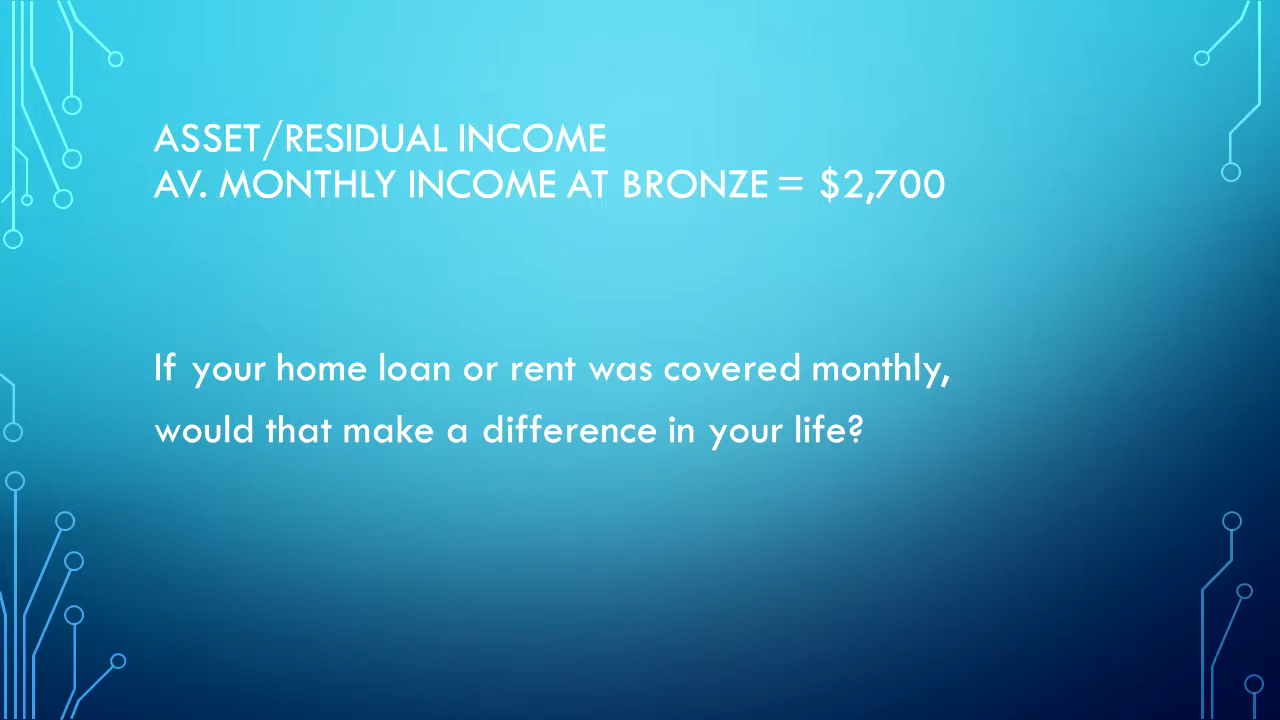 ASSET/RESIDUAL INCOME
AV. MONTHLY INCOME AT BRONZE = $2,700
If your home loan or rent was covered monthly,
would that make a difference in your life?